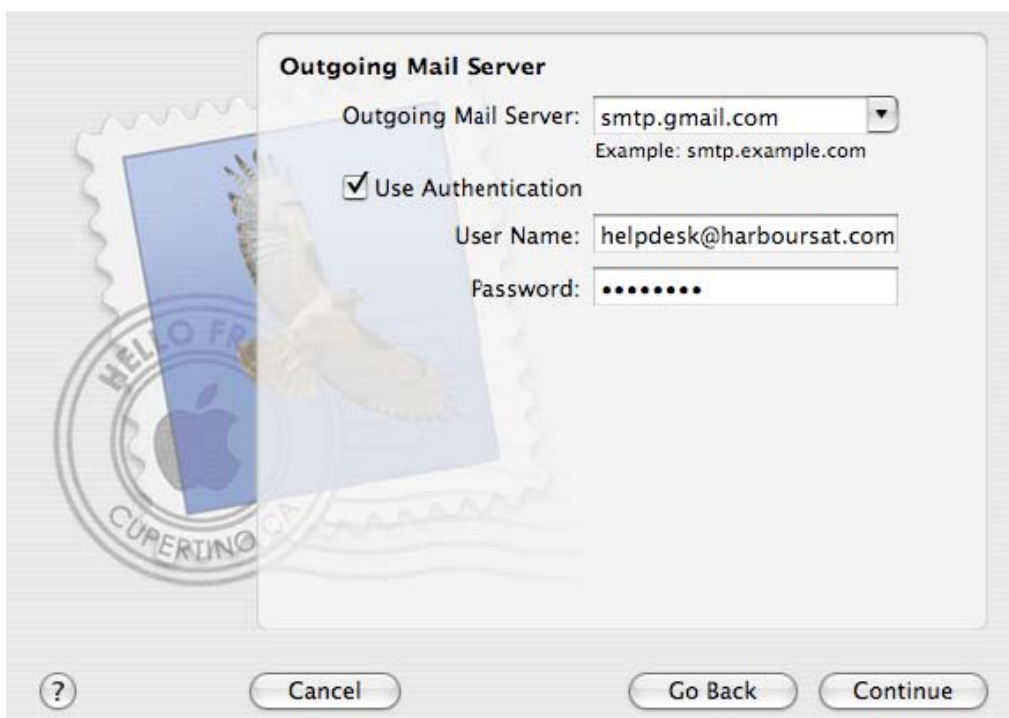 Outgoing Mail Server
Outgoing Mail Server: smtp.gmail.com
Example: smtp.example.com
Use Authentication
User Name: helpdesk@harboursat.com
Password: ••••••••
HELLO FR
CUPERTINO CA
? Cancel Go Back Continue